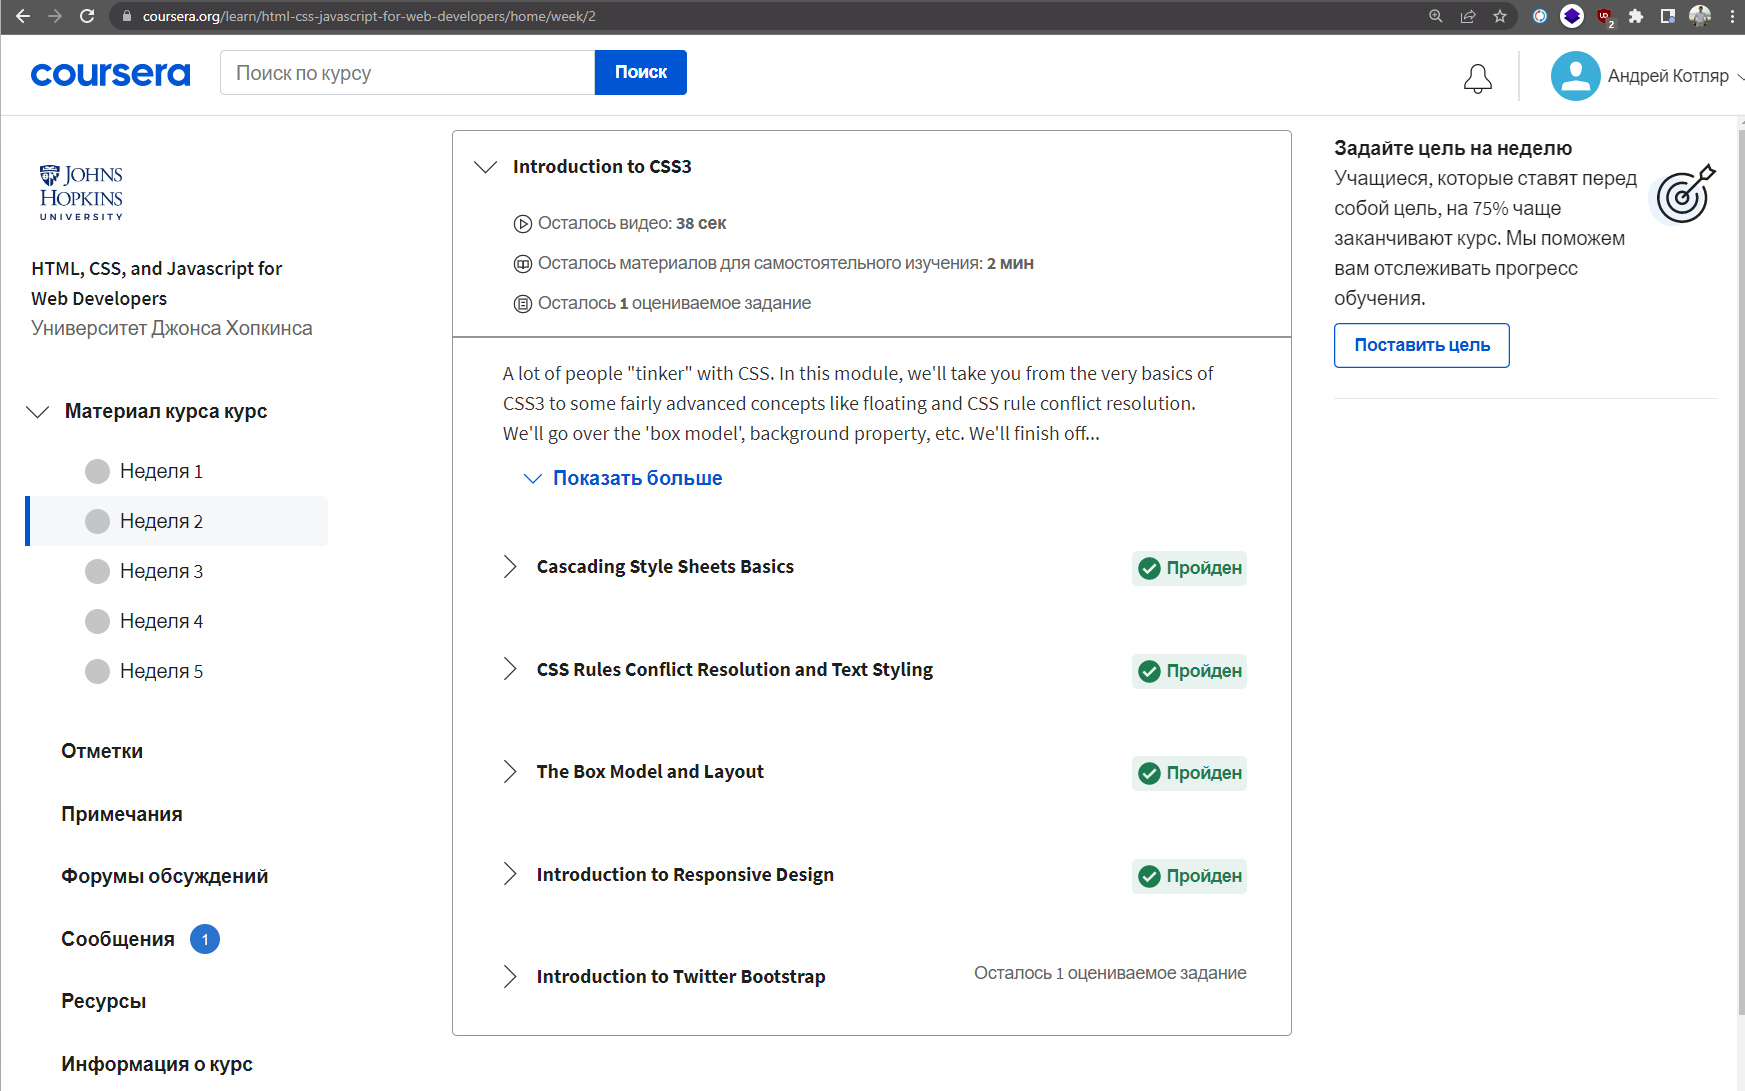 coursera.org/learn/html-css-javascript-for-web-developers/home/week/2
2
coursera
Поиск по курсу
Поиск
Андрей Котляр
JOHNS
HOPKINS
UNIVERSITY
HTML, CSS, and Javascript for
Web Developers
Университет Джонса Хопкинса
Материал курса курс
Неделя 1
Неделя 2
Неделя 3
Неделя 4
Неделя 5
Отметки
Примечания
Форумы обсуждений
Сообщения 1
Ресурсы
Информация о курс
Introduction to CSS3
Осталось видео: 38 сек
Осталось материалов для самостоятельного изучения: 2 мин
Осталось 1 оцениваемое задание
A lot of people "tinker" with CSS. In this module, we'll take you from the very basics of
CSS3 to some fairly advanced concepts like floating and CSS rule conflict resolution.
We'll go over the 'box model', background property, etc. We'll finish off...
Показать больше
Cascading Style Sheets Basics Пройден
CSS Rules Conflict Resolution and Text Styling Пройден
The Box Model and Layout Пройден
Introduction to Responsive Design Пройден
Introduction to Twitter Bootstrap Осталось 1 оцениваемое задание
Задайте цель на неделю
Учащиеся, которые ставят перед
собой цель, на 75% чаще
заканчивают курс. Мы поможем
вам отслеживать прогресс
обучения.
Поставить цель